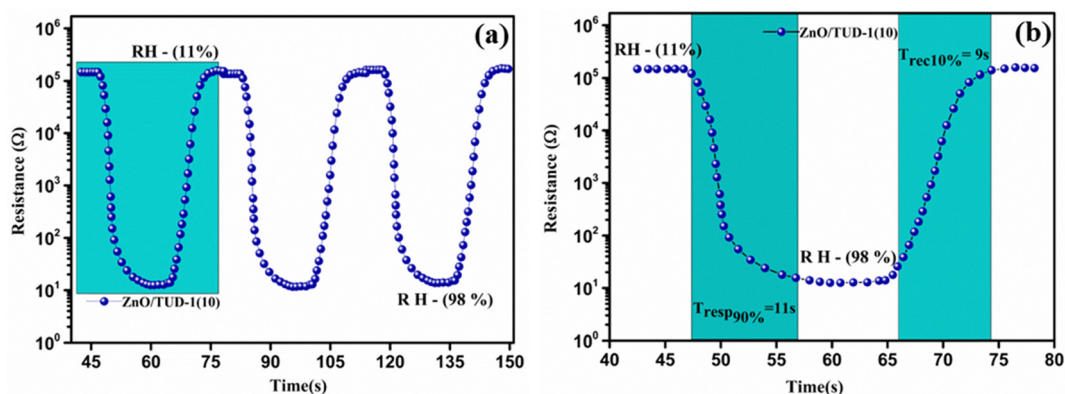 (a)
RH - (11%)
Resistance (Ω)
10⁶
10⁵
10⁴
10³
10²
10¹
10⁰
ZnO/TUD-1(10)
R H - (98 %)
45 60 75 90 105 120 135 150
Time(s)
(b)
ZnO/TUD-1(10)
RH - (11%)
Trec10%= 9s
Resistance (Ω)
10⁶
10⁵
10⁴
10³
10²
10¹
10⁰
R H - (98 %)
Tresp90%=11s
40 45 50 55 60 65 70 75 80
Time(s)